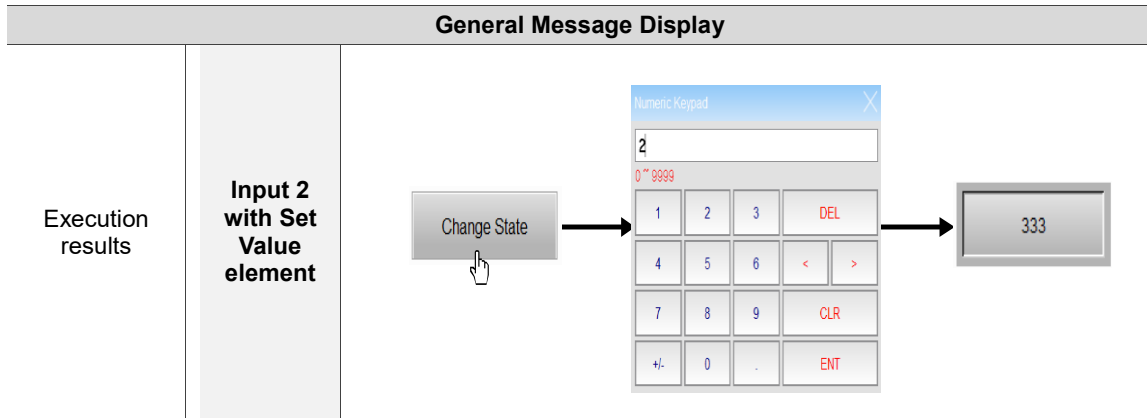 General Message Display
Execution
results
Input 2
with Set
Value
element
Change State
Numeric Keypad X
2
0 ~ 9999
1 2 3 DEL
4 5 6 < >
7 8 9 CLR
+/- 0 . ENT
333